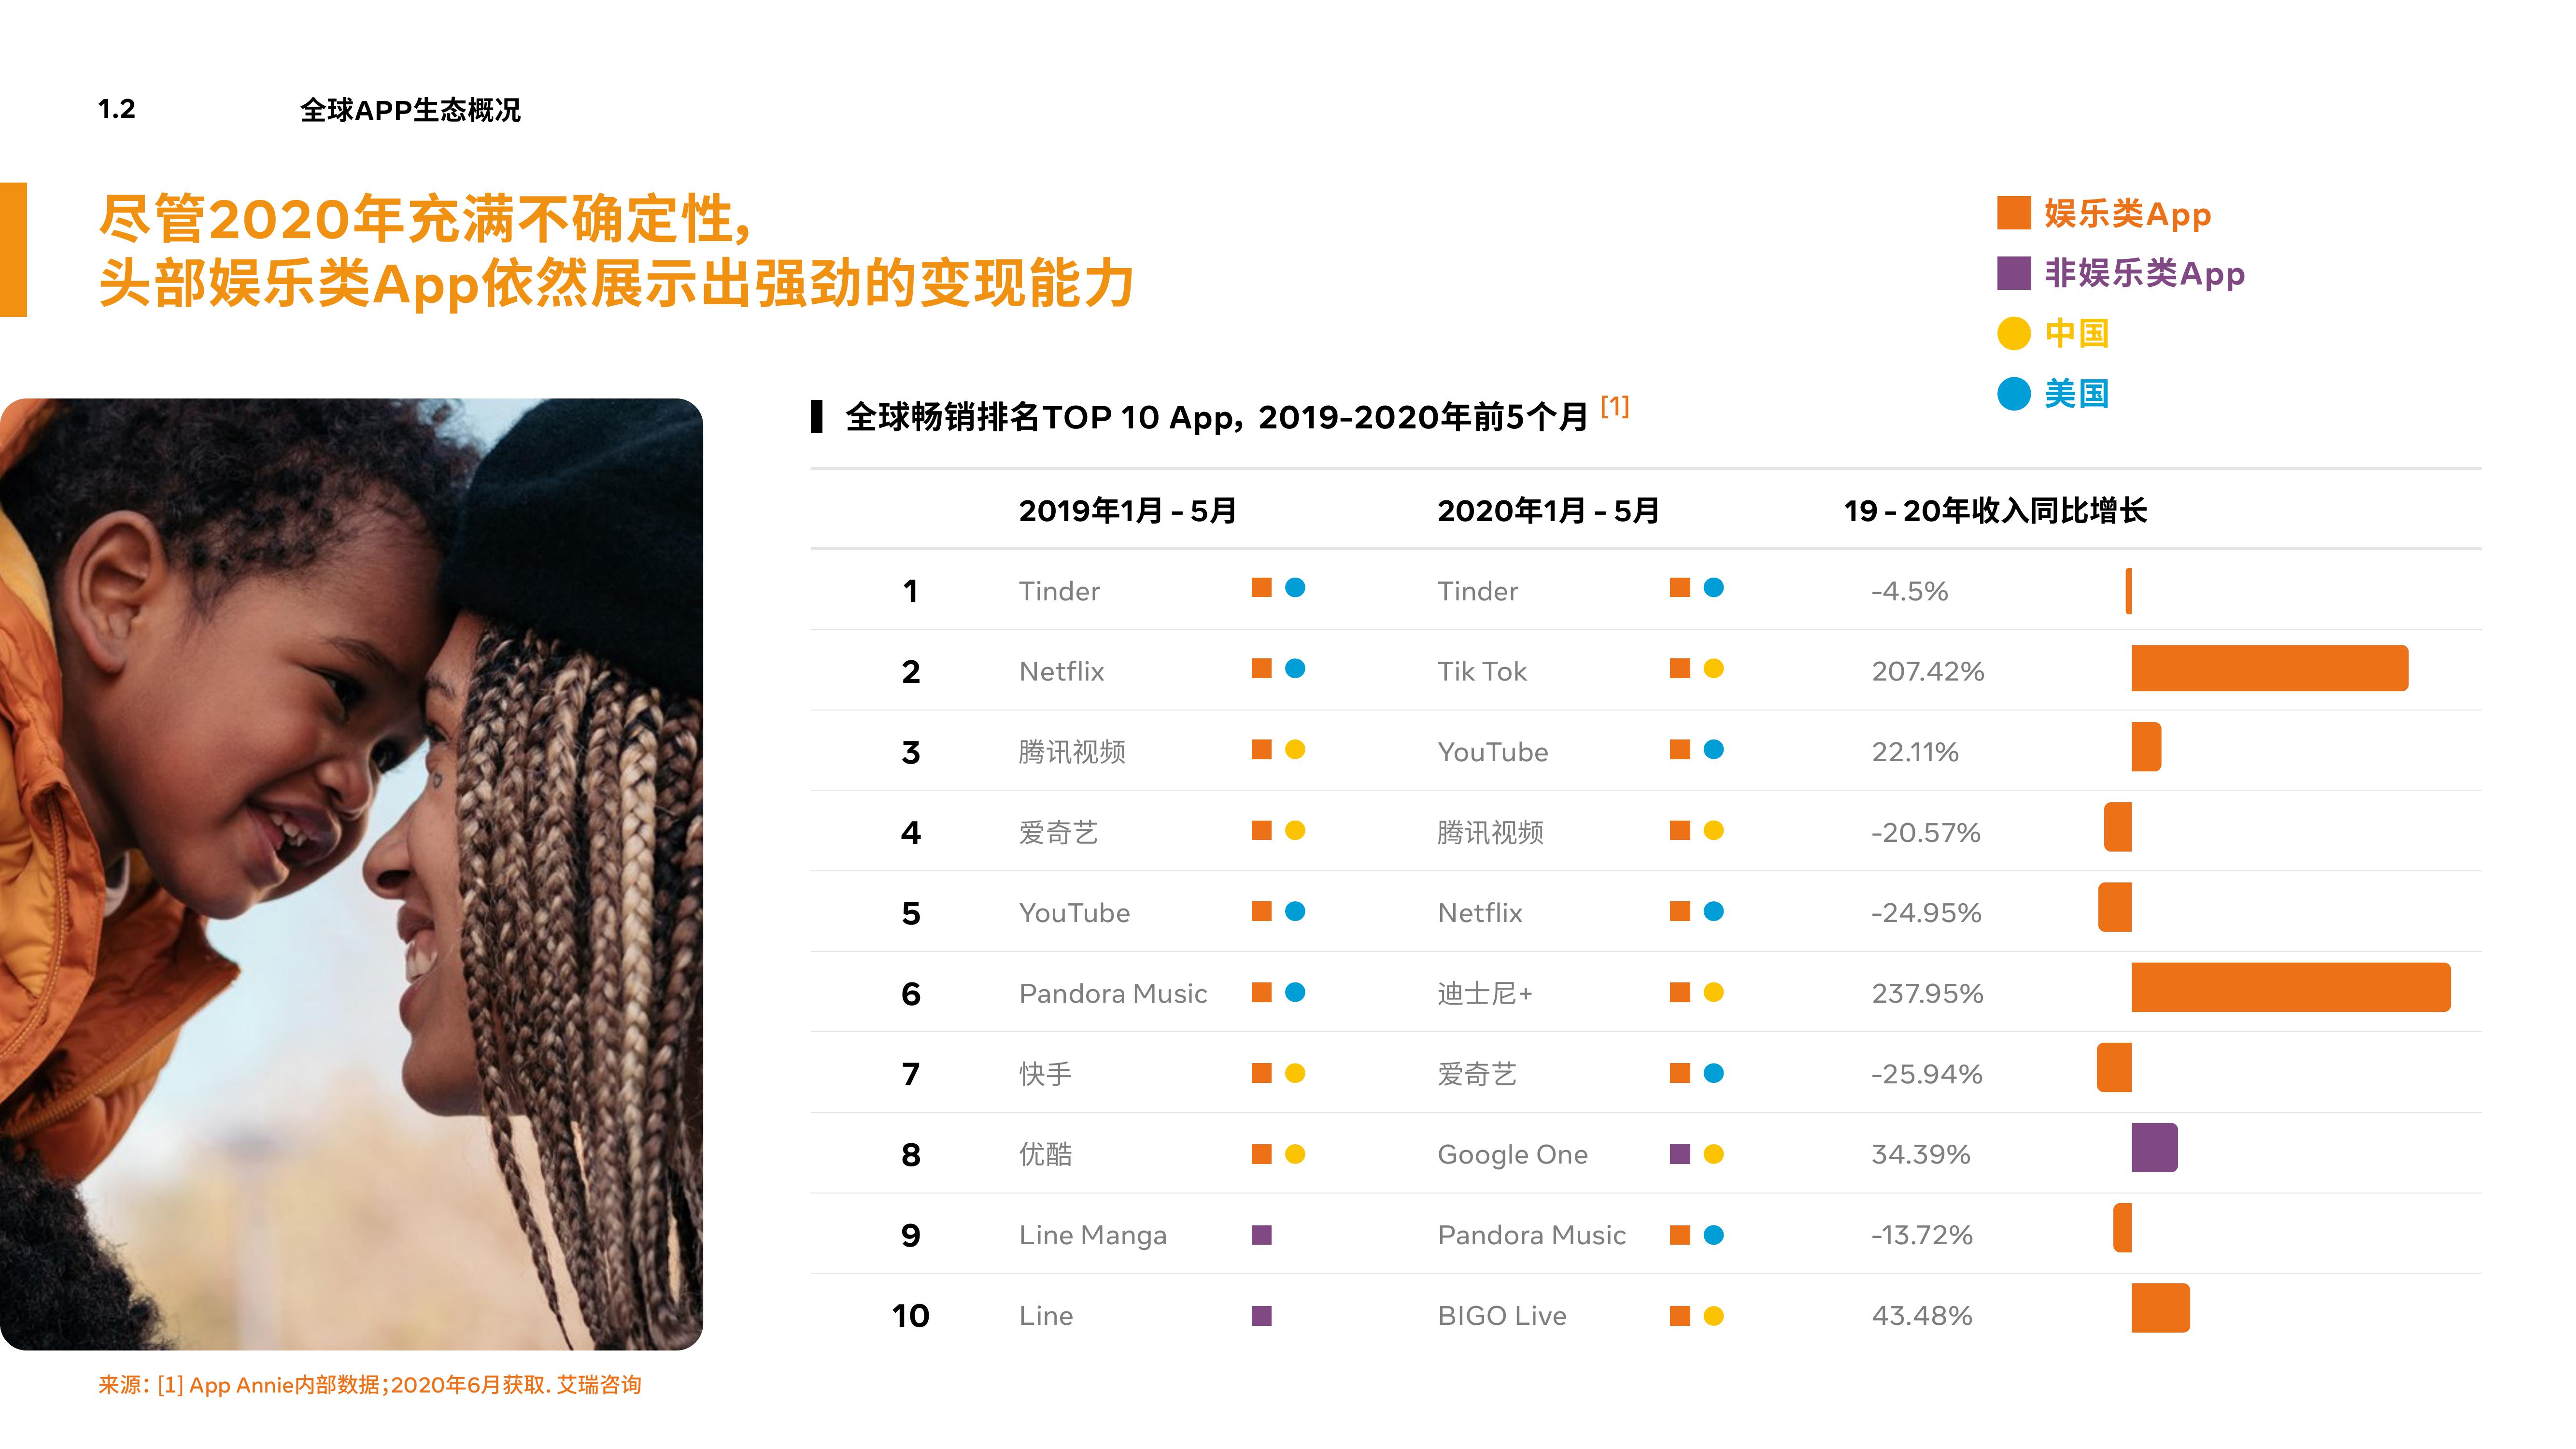 1.2 全球APP生态概况
尽管2020年充满不确定性,
头部娱乐类App依然展示出强劲的变现能力
娱乐类App
非娱乐类App
中国
美国
全球畅销排名TOP 10 App, 2019-2020年前5个月 [1]
2019年1月 - 5月 2020年1月 - 5月 19 - 20年收入同比增长
1 Tinder Tinder -4.5%
2 Netflix Tik Tok 207.42%
3 腾讯视频 YouTube 22.11%
4 爱奇艺 腾讯视频 -20.57%
5 YouTube Netflix -24.95%
6 Pandora Music 迪士尼+ 237.95%
7 快手 爱奇艺 -25.94%
8 优酷 Google One 34.39%
9 Line Manga Pandora Music -13.72%
10 Line BIGO Live 43.48%
来源: [1] App Annie内部数据;2020年6月获取. 艾瑞咨询